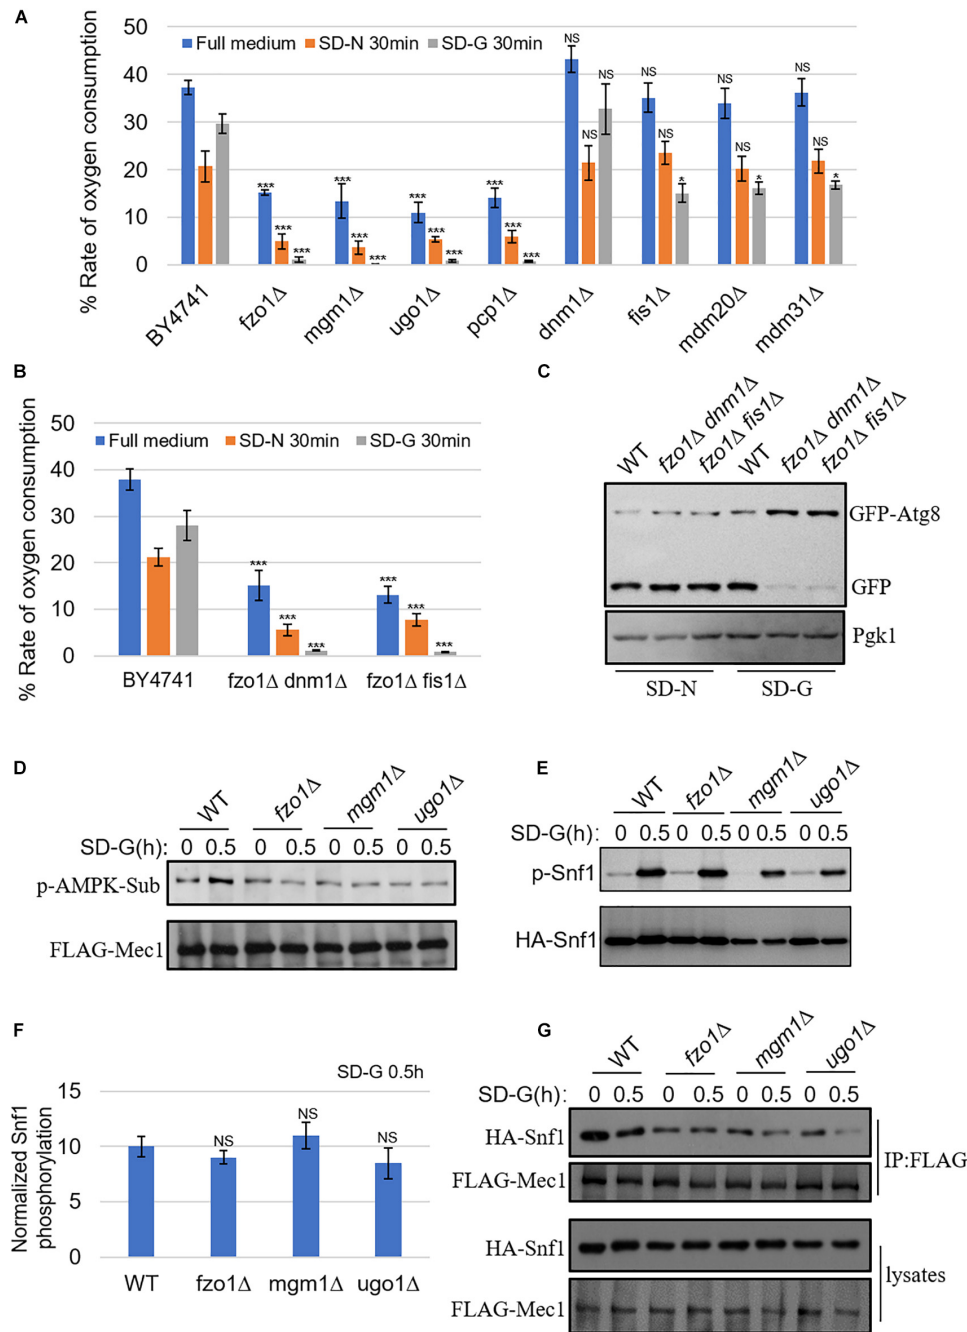 A
% Rate of oxygen consumption
50
40
30
20
10
0
Full medium SD-N 30min SD-G 30min
*** *** ***
*** *** ***
*** *** ***
*** *** ***
NS NS NS
NS NS *
NS NS *
NS NS *
BY4741 fzo1Δ mgm1Δ ugo1Δ pcp1Δ dnm1Δ fis1Δ mdm20Δ mdm31Δ
B
% Rate of oxygen consumption
50
40
30
20
10
0
Full medium SD-N 30min SD-G 30min
*** *** ***
*** *** ***
BY4741 fzo1Δ dnm1Δ fzo1Δ fis1Δ
C
WT fzo1Δ dnm1Δ fzo1Δ fis1Δ WT fzo1Δ dnm1Δ fzo1Δ fis1Δ
GFP-Atg8
GFP
Pgk1
SD-N SD-G
D
WT fzo1Δ mgm1Δ ugo1Δ
SD-G(h): 0 0.5 0 0.5 0 0.5 0 0.5
p-AMPK-Sub
FLAG-Mec1
E
WT fzo1Δ mgm1Δ ugo1Δ
SD-G(h): 0 0.5 0 0.5 0 0.5 0 0.5
p-Snf1
HA-Snf1
F
SD-G 0.5h
Normalized Snf1
phosphorylation
15
10
5
0
NS NS NS
WT fzo1Δ mgm1Δ ugo1Δ
G
WT fzo1Δ mgm1Δ ugo1Δ
SD-G(h): 0 0.5 0 0.5 0 0.5 0 0.5
HA-Snf1
FLAG-Mec1
IP:FLAG
HA-Snf1
FLAG-Mec1
lysates